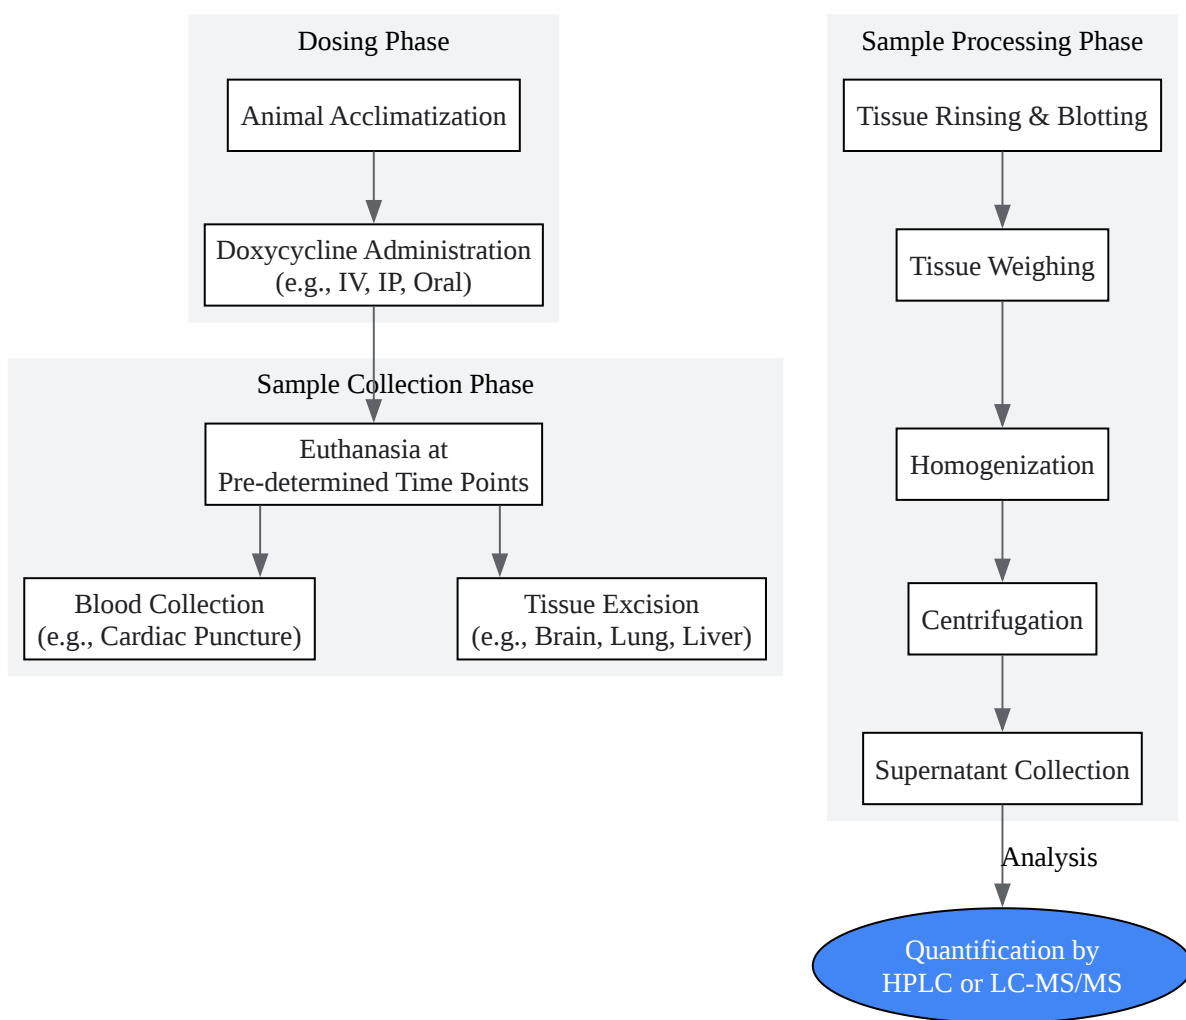 Dosing Phase
Animal Acclimatization
Doxycycline Administration
(e.g., IV, IP, Oral)
Sample Collection Phase
Euthanasia at
Pre-determined Time Points
Blood Collection
(e.g., Cardiac Puncture)
Tissue Excision
(e.g., Brain, Lung, Liver)
Sample Processing Phase
Tissue Rinsing & Blotting
Tissue Weighing
Homogenization
Centrifugation
Supernatant Collection
Analysis
Quantification by
HPLC or LC-MS/MS